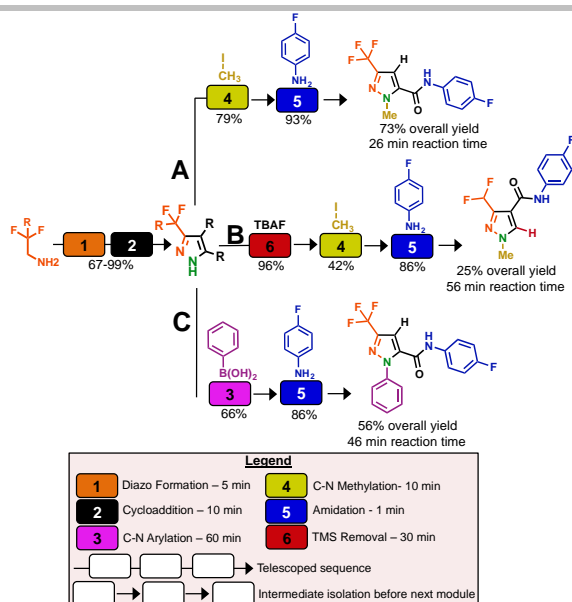 F
I
CH3
NH2
4
5
79%
93%
F
F
F
H
N
N
Me
O
H
N
F
73% overall yield
26 min reaction time
A
R
F
F
NH2
1
2
67-99%
F
F
R
R
N
NH
R
B
TBAF
6
96%
I
CH3
4
42%
F
NH2
5
86%
F
F
O
N
H
F
N
N
Me
H
25% overall yield
56 min reaction time
C
B(OH)2
3
66%
F
NH2
5
86%
F
F
F
H
N
N
O
H
N
F
56% overall yield
46 min reaction time
Legend
1 Diazo Formation – 5 min
4 C-N Methylation- 10 min
2 Cycloaddition – 10 min
5 Amidation - 1 min
3 C-N Arylation – 60 min
6 TMS Removal – 30 min
Telescoped sequence
Intermediate isolation before next module